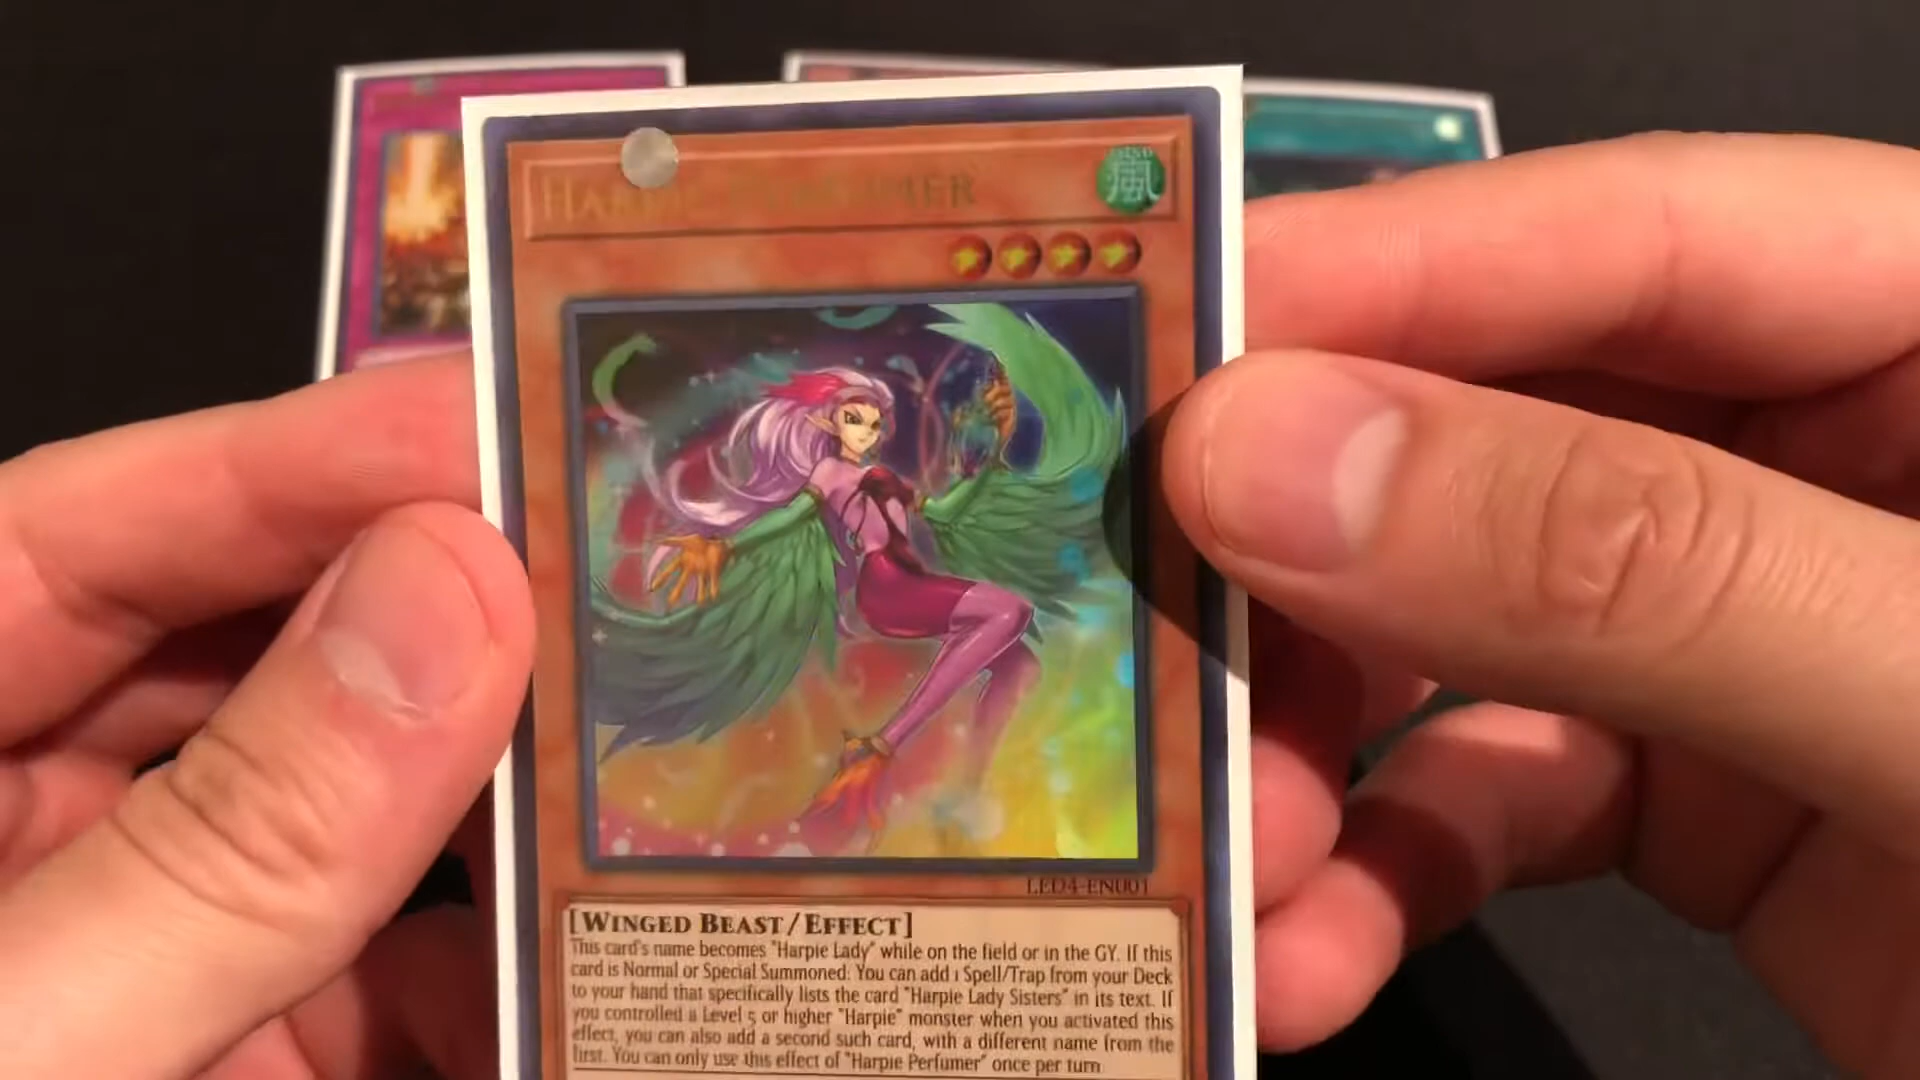 Harpie Perfumer
WIND
風
LED4-EN001
[Winged Beast/Effect]
This card's name becomes "Harpie Lady" while on the field or in the GY. If this
card is Normal or Special Summoned: You can add 1 Spell/Trap from your Deck
to your hand that specifically lists the card "Harpie Lady Sisters" in its text. If
you controlled a Level 5 or higher "Harpie" monster when you activated this
effect, you can also add a second such card, with a different name from the
first. You can only use this effect of "Harpie Perfumer" once per turn